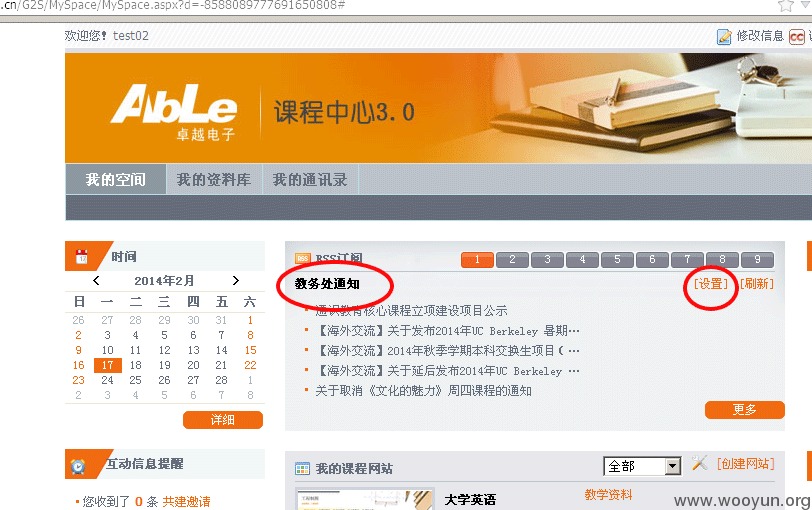 .cn/G2S/MySpace/MySpace.aspx?d=-8588089777691650808#
欢迎您! test02
修改信息
AbLe
卓越电子
课程中心3.0
我的空间 我的资料库 我的通讯录
时间
2014年2月
日 一 二 三 四 五 六
26 27 28 29 30 31 1
2 3 4 5 6 7 8
9 10 11 12 13 14 15
16 17 18 19 20 21 22
23 24 25 26 27 28 1
2 3 4 5 6 7 8
详细
RSS订阅 1 2 3 4 5 6 7 8 9
教务处通知 [设置] [刷新]
通识教育核心课程立项建设项目公示
【海外交流】关于发布2014年UC Berkeley 暑期…
【海外交流】2014年秋季学期本科交换生项目( …
【海外交流】关于延后发布2014年UC Berkeley …
关于取消《文化的魅力》周四课程的通知
更多
互动信息提醒
您收到了 0 条 共建邀请
我的课程网站 全部 [创建网站]
大学英语 教学资料
www.wooyun.org